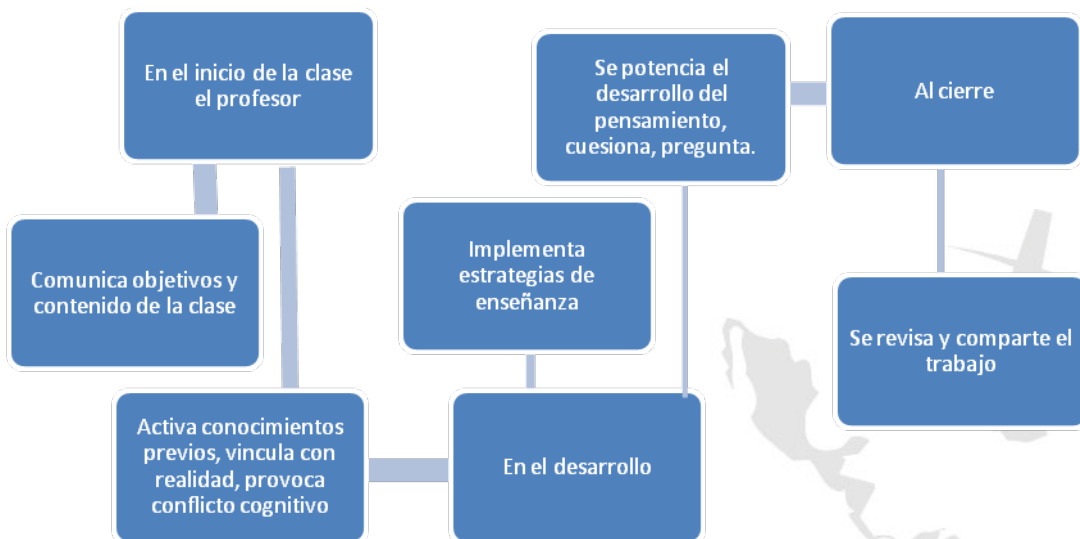 En el inicio de la clase
el profesor
Comunica objetivos y
contenido de la clase
Activa conocimientos
previos, vincula con
realidad, provoca
conflicto cognitivo
En el desarrollo
Implementa
estrategias de
enseñanza
Se potencia el
desarrollo del
pensamiento,
cuesiona, pregunta.
Al cierre
Se revisa y comparte el
trabajo